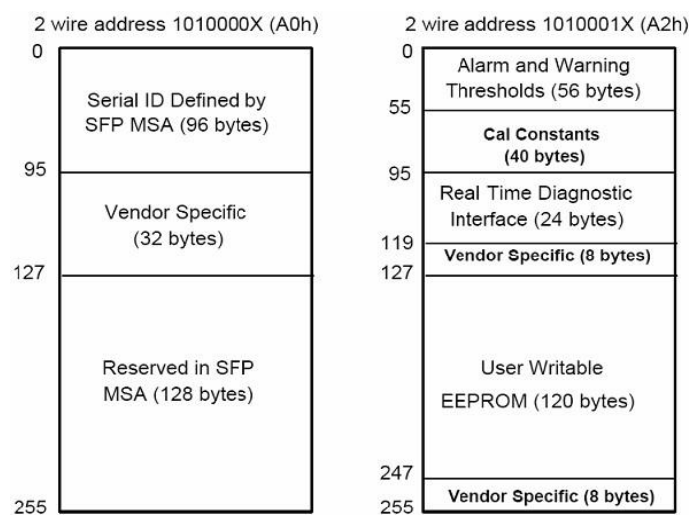 2 wire address 1010000X (A0h)
0
Serial ID Defined by
SFP MSA (96 bytes)
95
Vendor Specific
(32 bytes)
127
Reserved in SFP
MSA (128 bytes)
255
2 wire address 1010001X (A2h)
0
Alarm and Warning
Thresholds (56 bytes)
55
Cal Constants
(40 bytes)
95
Real Time Diagnostic
Interface (24 bytes)
119
Vendor Specific (8 bytes)
127
User Writable
EEPROM (120 bytes)
247
Vendor Specific (8 bytes)
255